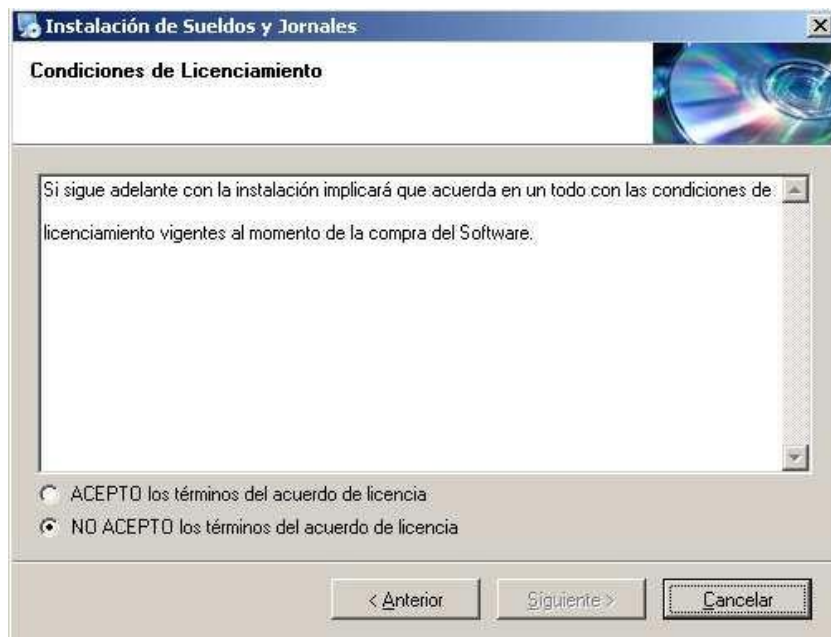 Instalación de Sueldos y Jornales
Condiciones de Licenciamiento
Si sigue adelante con la instalación implicará que acuerda en un todo con las condiciones de
licenciamiento vigentes al momento de la compra del Software.
ACEPTO los términos del acuerdo de licencia
NO ACEPTO los términos del acuerdo de licencia
< Anterior
Siguiente >
Cancelar